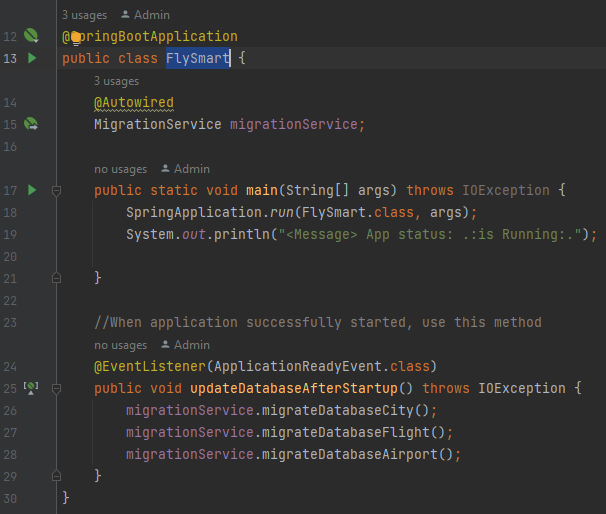 3 usages Admin
12 @SpringBootApplication
13 public class FlySmart {
3 usages
14 @Autowired
15 MigrationService migrationService;
16
no usages Admin
17 public static void main(String[] args) throws IOException {
18 SpringApplication.run(FlySmart.class, args);
19 System.out.println("<Message> App status: .:is Running:.");
20
21 }
22
23 //When application successfully started, use this method
no usages Admin
24 @EventListener(ApplicationReadyEvent.class)
25 public void updateDatabaseAfterStartup() throws IOException {
26 migrationService.migrateDatabaseCity();
27 migrationService.migrateDatabaseFlight();
28 migrationService.migrateDatabaseAirport();
29 }
30 }